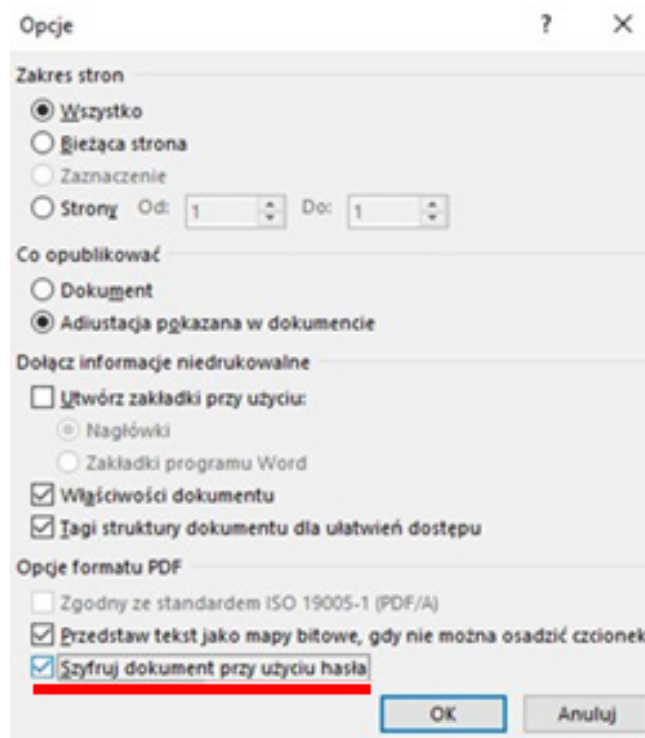 Opcje ?
Zakres stron
Wszystko
Bieżąca strona
Zaznaczenie
Strony Od: 1 Do: 1
Co opublikować
Dokument
Adiustacja pokazana w dokumencie
Dołącz informacje niedrukowalne
Utwórz zakładki przy użyciu:
Nagłówki
Zakładki programu Word
Właściwości dokumentu
Tagi struktury dokumentu dla ułatwień dostępu
Opcje formatu PDF
Zgodny ze standardem ISO 19005-1 (PDF/A)
Przedstaw tekst jako mapy bitowe, gdy nie można osadzić czcionek
Szyfruj dokument przy użyciu hasła
OK Anuluj